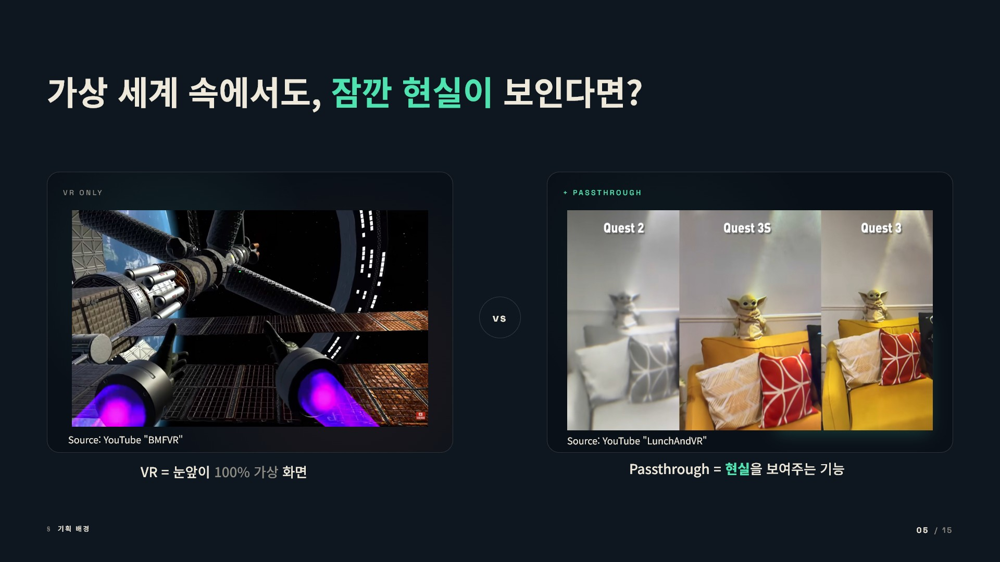 가상 세계 속에서도, 잠깐 현실이 보인다면?
VR ONLY
Source: YouTube "BMFVR"
VR = 눈앞이 100% 가상 화면
vs
+ PASSTHROUGH
Quest 2
Quest 3S
Quest 3
Source: YouTube "LunchAndVR"
Passthrough = 현실을 보여주는 기능
§ 기획 배경
05 / 15